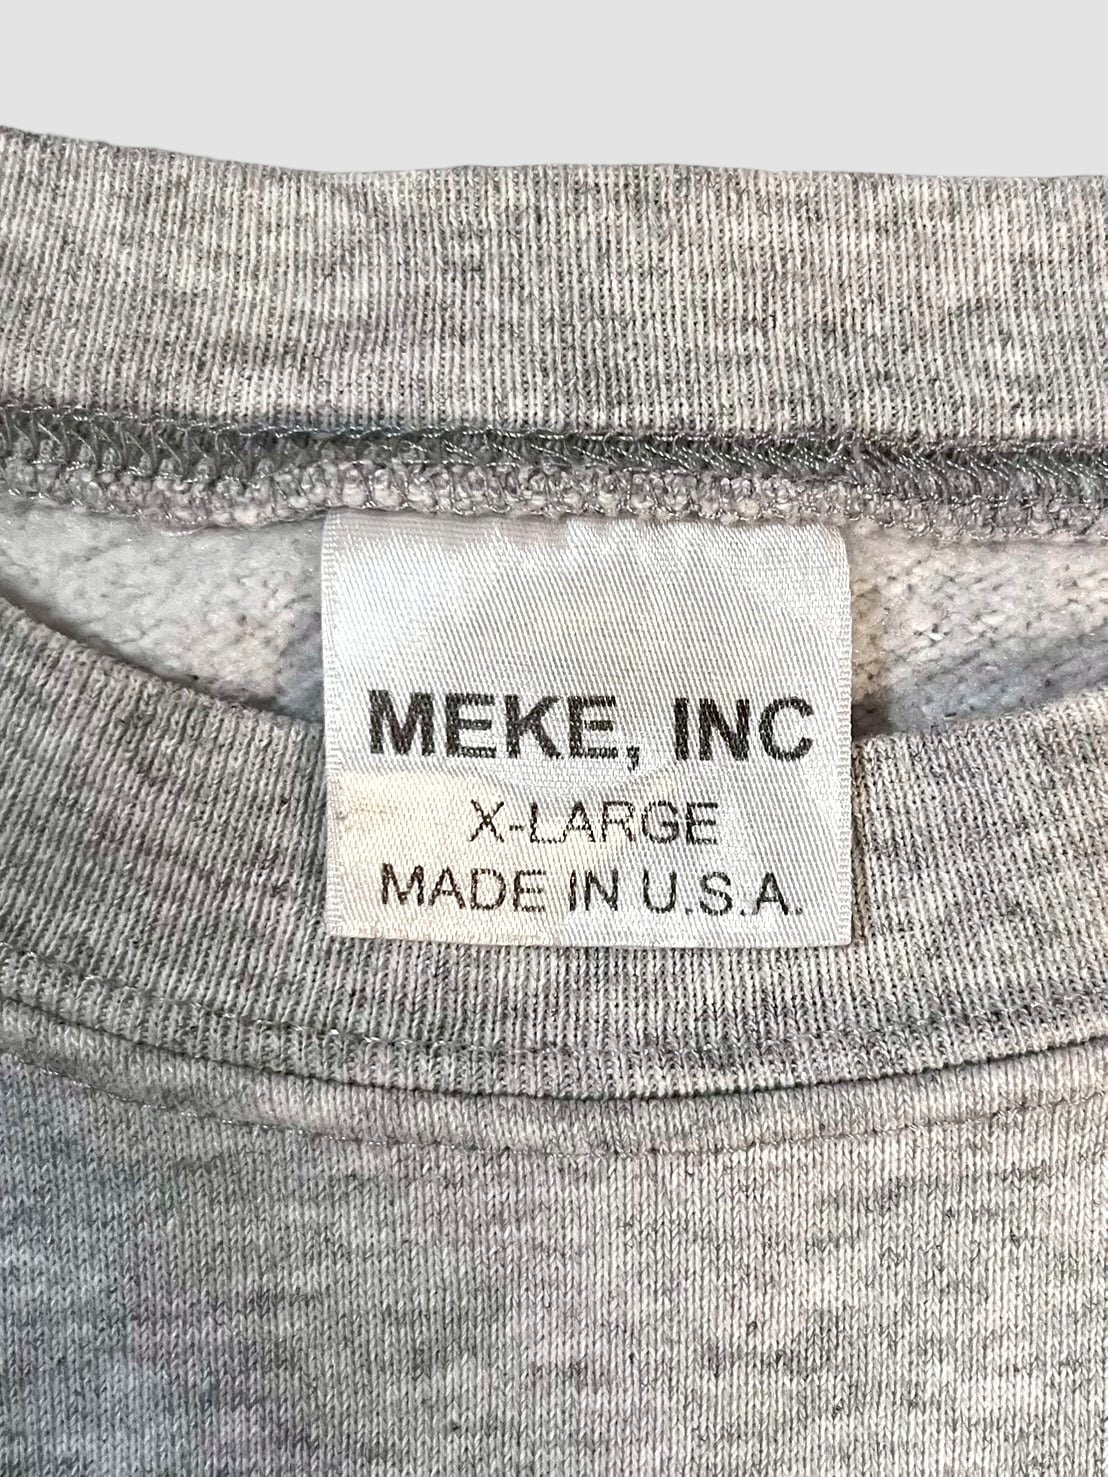 MEKE, INC
X-LARGE
MADE IN U.S.A.